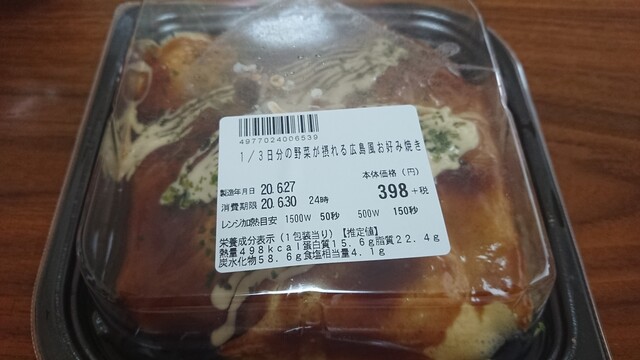 4977024006539
1/3日分の野菜が摂れる広島風お好み焼き
製造年月日 20.6.27
本体価格(円)
消費期限 20.6.30 24時
398 +税
レンジ加熱目安 1500W 50秒 500W 150秒
栄養成分表示(1包装当り)【推定値】
熱量498kcal蛋白質15.6g脂質22.4g
炭水化物58.6g食塩相当量4.1g